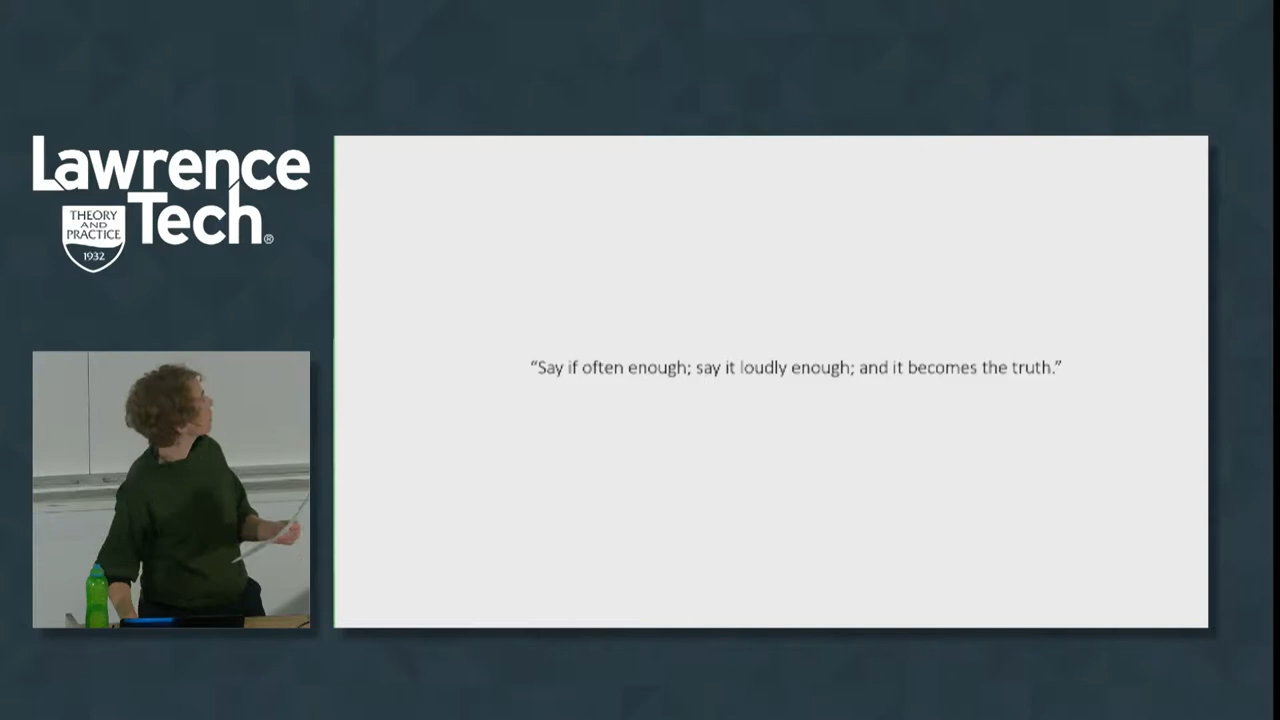 Lawrence
Tech®
THEORY
AND
PRACTICE
1932
“Say if often enough; say it loudly enough; and it becomes the truth.”